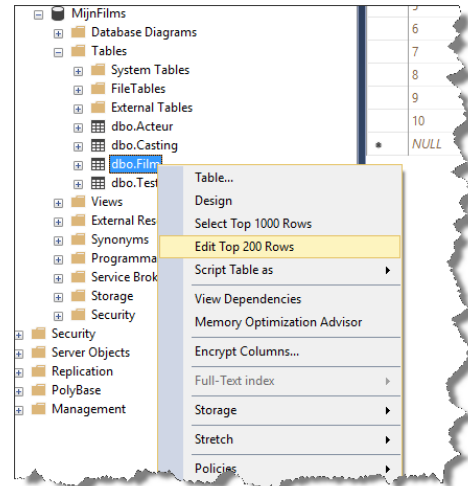 MijnFilms
Database Diagrams
Tables
System Tables
FileTables
External Tables
dbo.Acteur
dbo.Casting
dbo.Film
dbo.Test
Views
External Res
Synonyms
Programma
Service Brok
Storage
Security
Security
Server Objects
Replication
PolyBase
Management
Table...
Design
Select Top 1000 Rows
Edit Top 200 Rows
Script Table as
View Dependencies
Memory Optimization Advisor
Encrypt Columns...
Full-Text index
Storage
Stretch
Policies
6
7
8
9
10
NULL